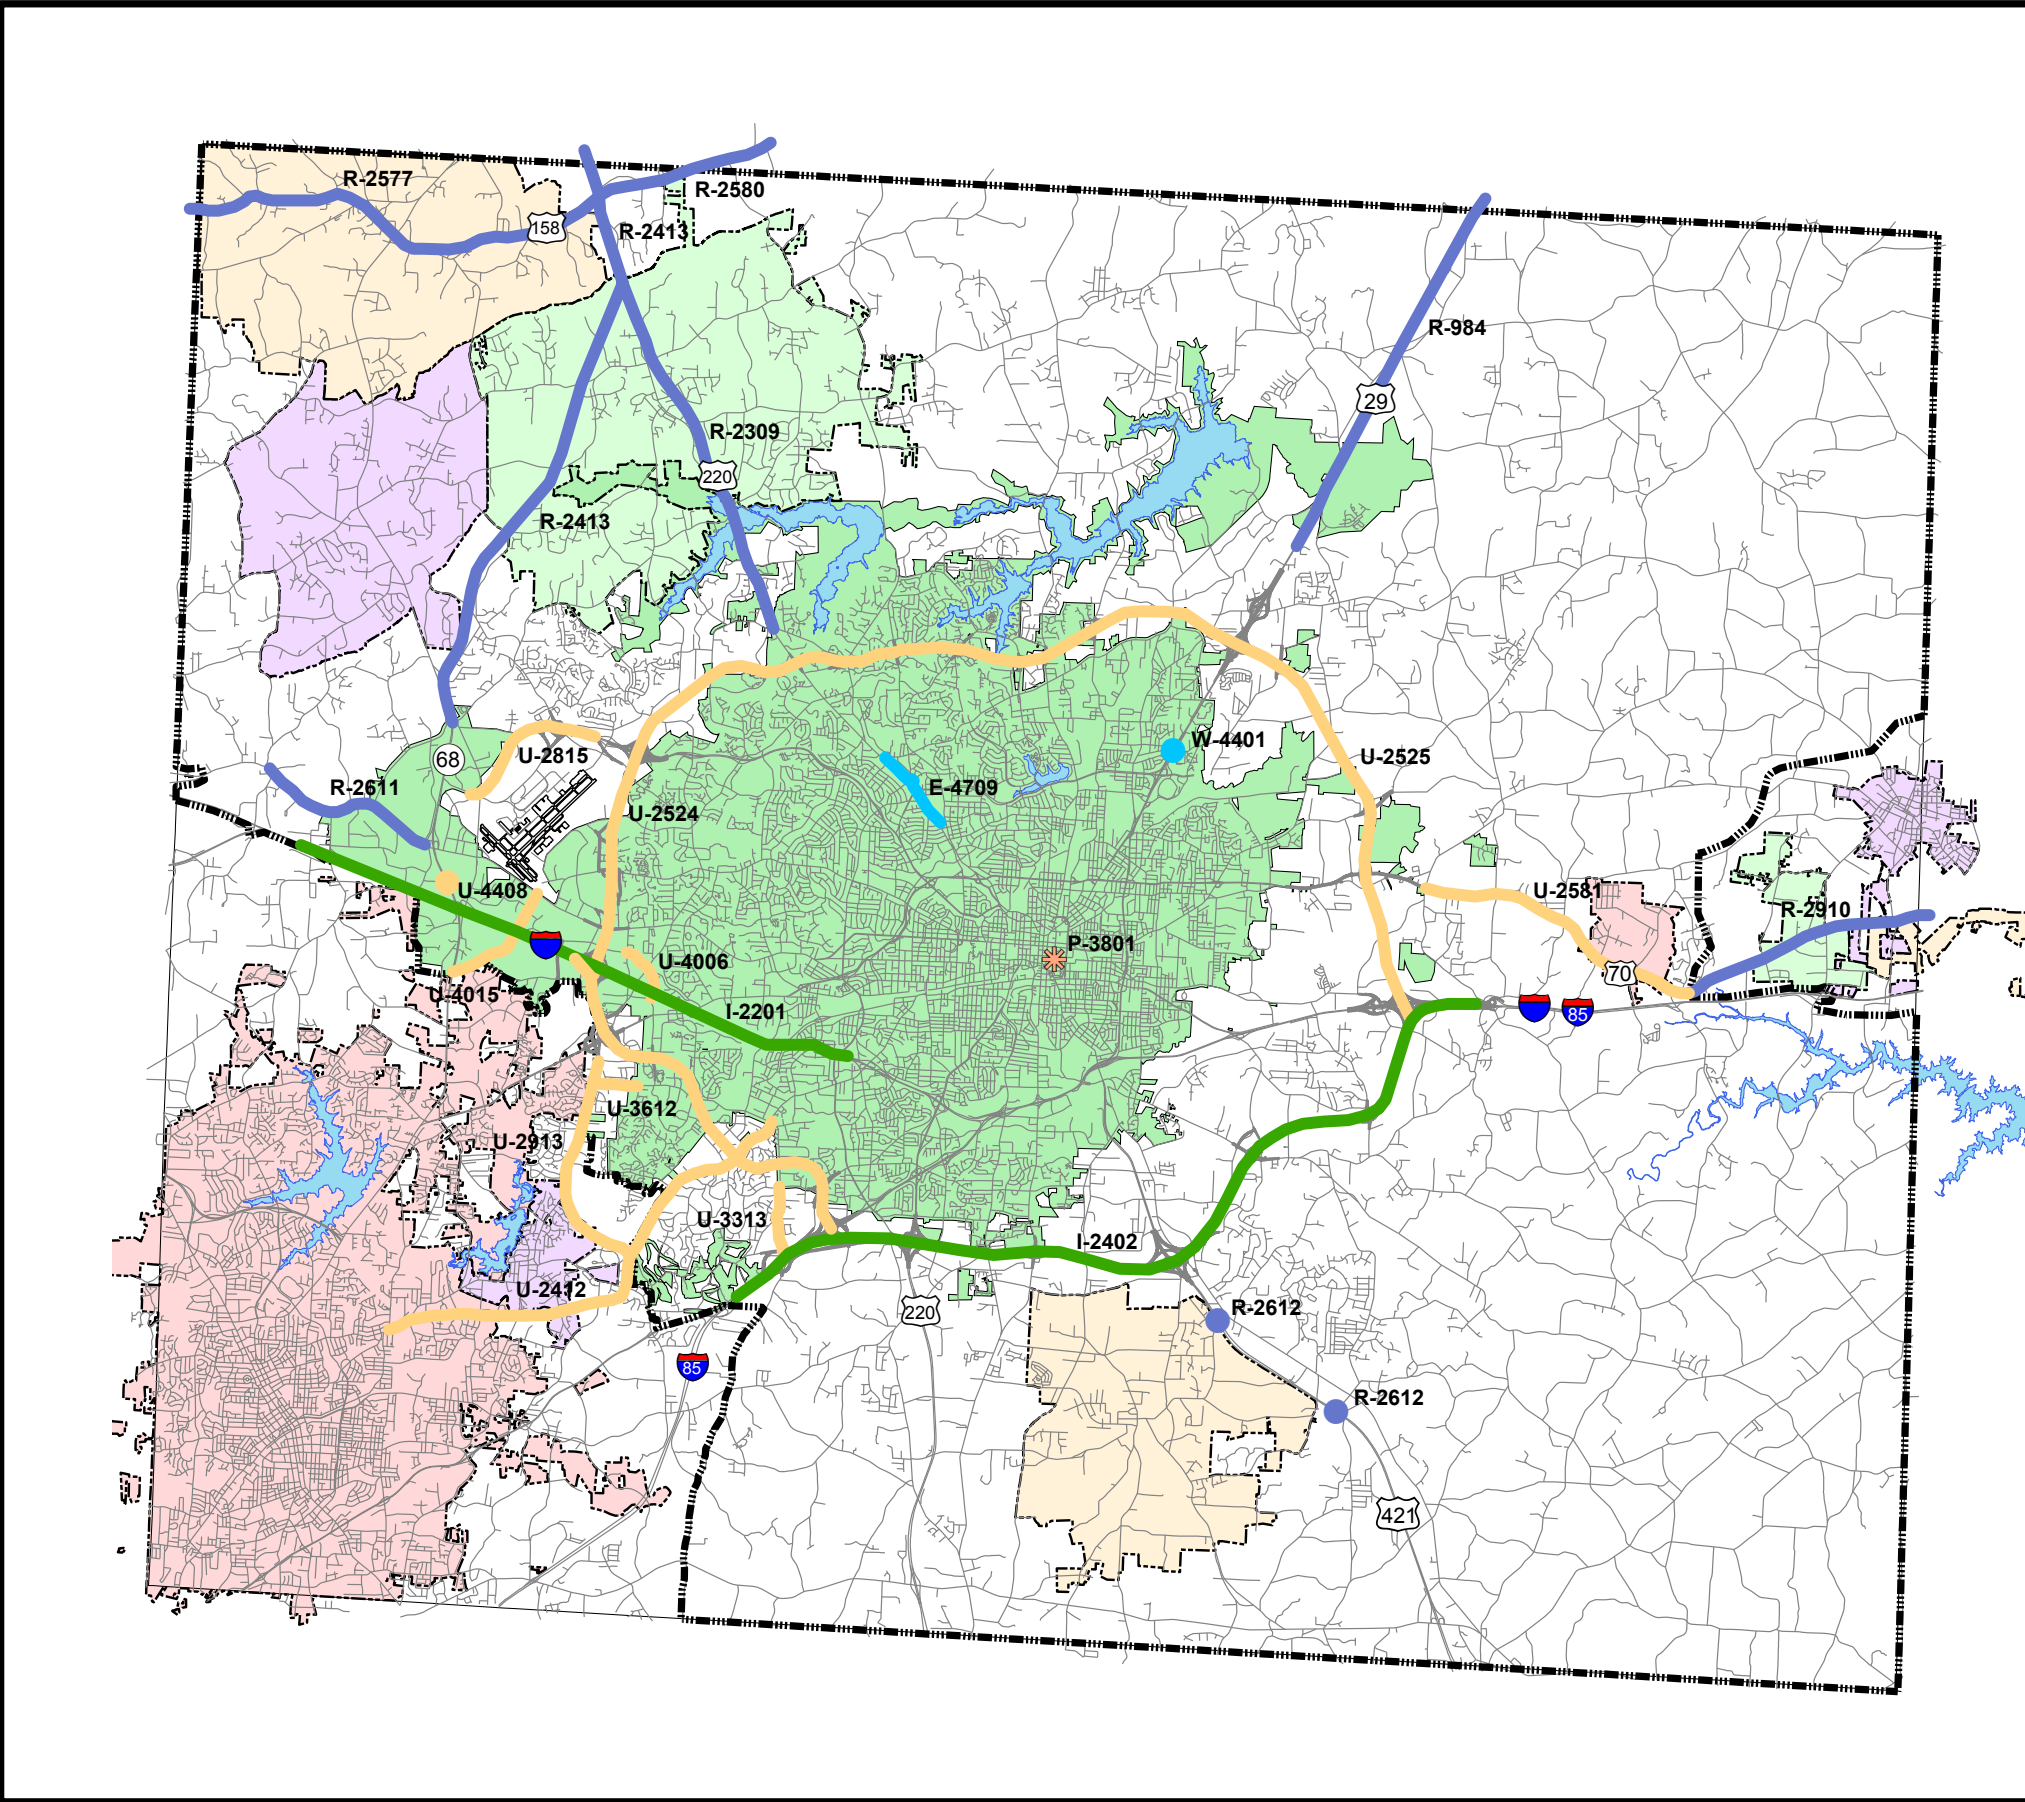 R-2577
R-2580
158
R-2413
R-984
29
R-2309
220
R-2413
W-4401
U-2815
68
U-2525
R-2611
E-4709
U-2524
U-4408
U-2581
R-2910
P-3801
U-4006
70
U-4015
I-2201
85
U-3612
U-2913
U-3313
I-2402
U-2412
220
R-2612
85
R-2612
421